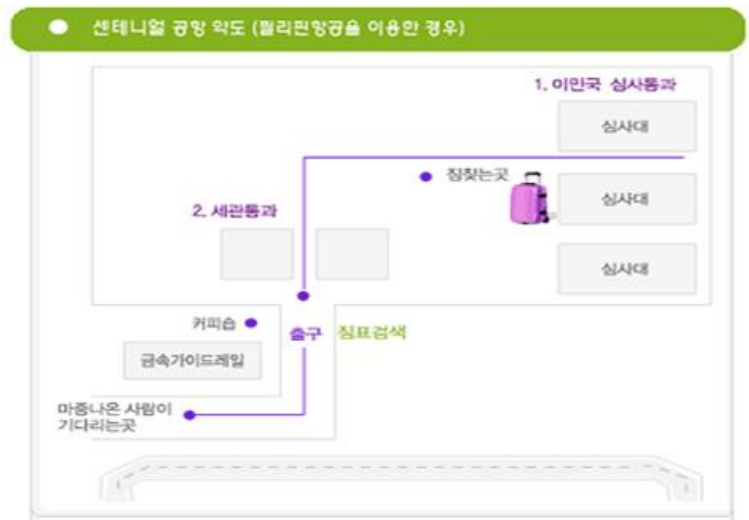 센테니얼 공항 약도 (필리핀항공을 이용한 경우)
1. 이민국 심사통과
심사대
짐찾는곳
심사대
2. 세관통과
심사대
커피숍
출구 짐표검색
금속가이드레일
마중나온 사람이
기다리는곳